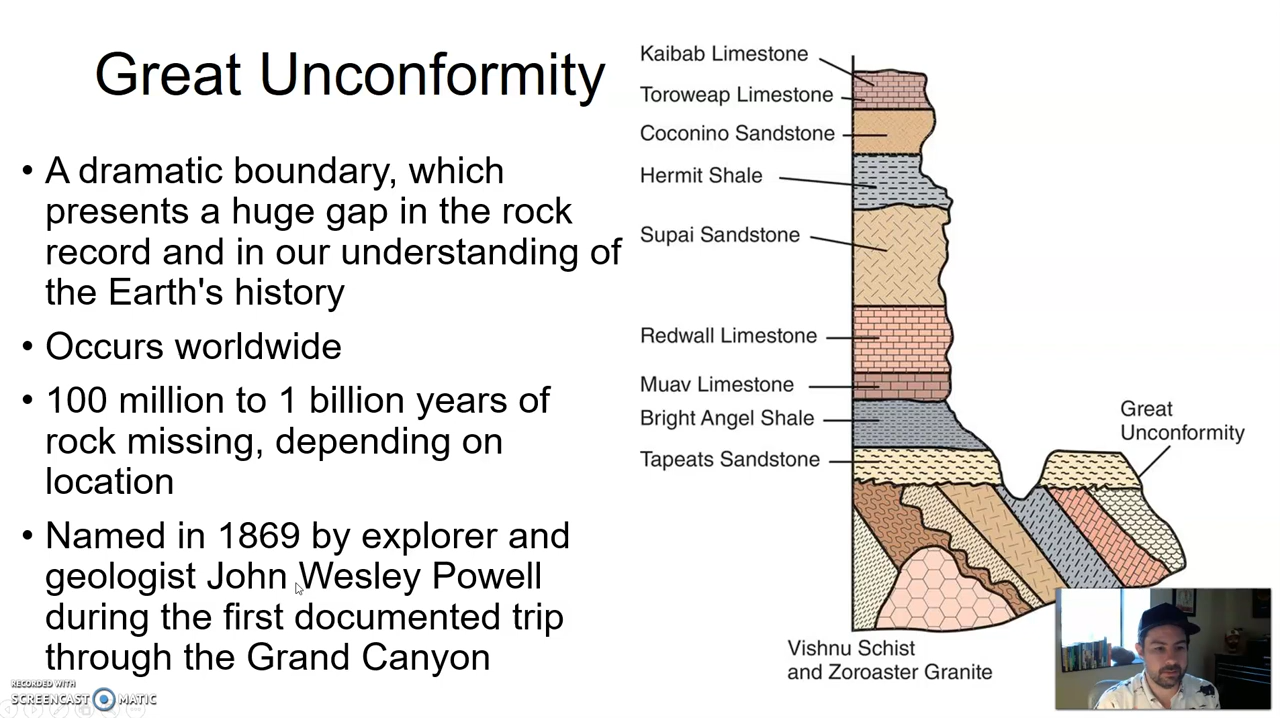 Great Unconformity
• A dramatic boundary, which
presents a huge gap in the rock
record and in our understanding of
the Earth's history
• Occurs worldwide
• 100 million to 1 billion years of
rock missing, depending on
location
• Named in 1869 by explorer and
geologist John Wesley Powell
during the first documented trip
through the Grand Canyon
Kaibab Limestone
Toroweap Limestone
Coconino Sandstone
Hermit Shale
Supai Sandstone
Redwall Limestone
Muav Limestone
Bright Angel Shale
Tapeats Sandstone
Great
Unconformity
Vishnu Schist
and Zoroaster Granite
RECORDED WITH
SCREENCAST MATIC